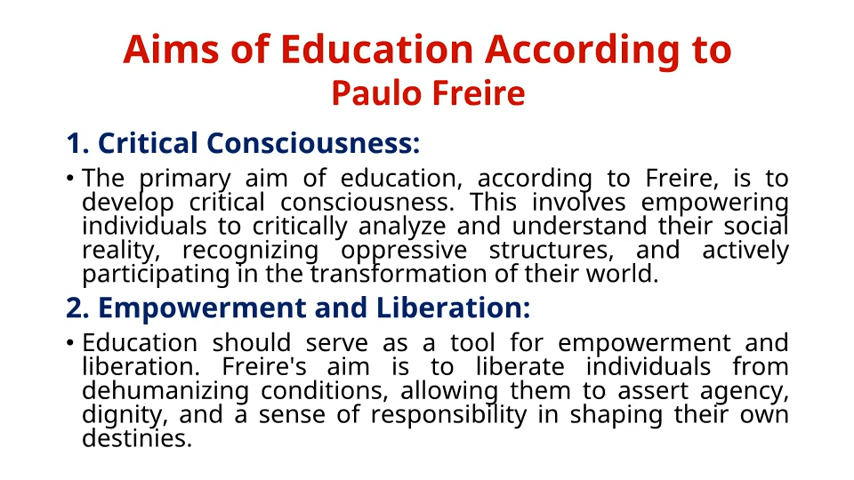 Aims of Education According to
Paulo Freire
1. Critical Consciousness:
• The primary aim of education, according to Freire, is to
develop critical consciousness. This involves empowering
individuals to critically analyze and understand their social
reality, recognizing oppressive structures, and actively
participating in the transformation of their world.
2. Empowerment and Liberation:
• Education should serve as a tool for empowerment and
liberation. Freire's aim is to liberate individuals from
dehumanizing conditions, allowing them to assert agency,
dignity, and a sense of responsibility in shaping their own
destinies.